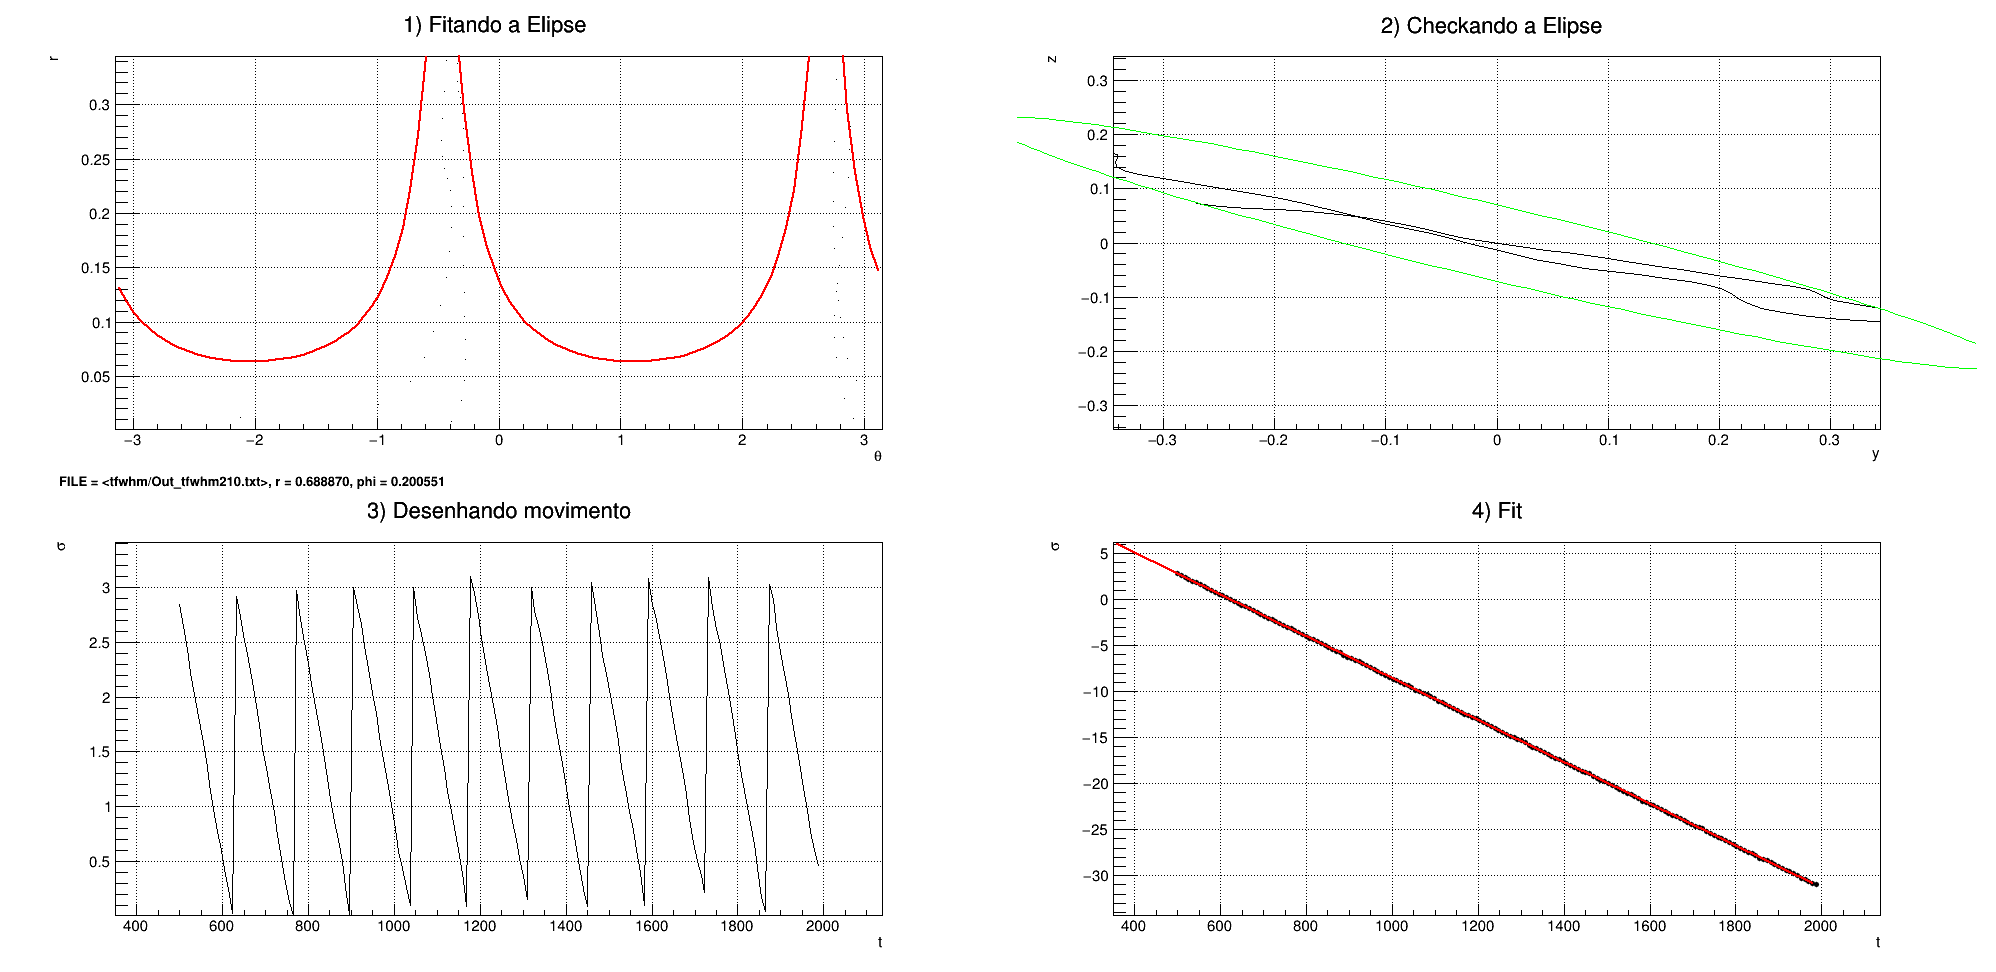 1) Fitando a Elipse
r
0.3
0.25
0.2
0.15
0.1
0.05
−3 −2 −1 0 1 2 3
θ
2) Checkando a Elipse
z
0.3
0.2
0.1
0
−0.1
−0.2
−0.3
−0.3 −0.2 −0.1 0 0.1 0.2 0.3
y
FILE = <tfwhm/Out_tfwhm210.txt>, r = 0.688870, phi = 0.200551
3) Desenhando movimento
σ
3
2.5
2
1.5
1
0.5
400 600 800 1000 1200 1400 1600 1800 2000
t
4) Fit
σ
5
0
−5
−10
−15
−20
−25
−30
400 600 800 1000 1200 1400 1600 1800 2000
t